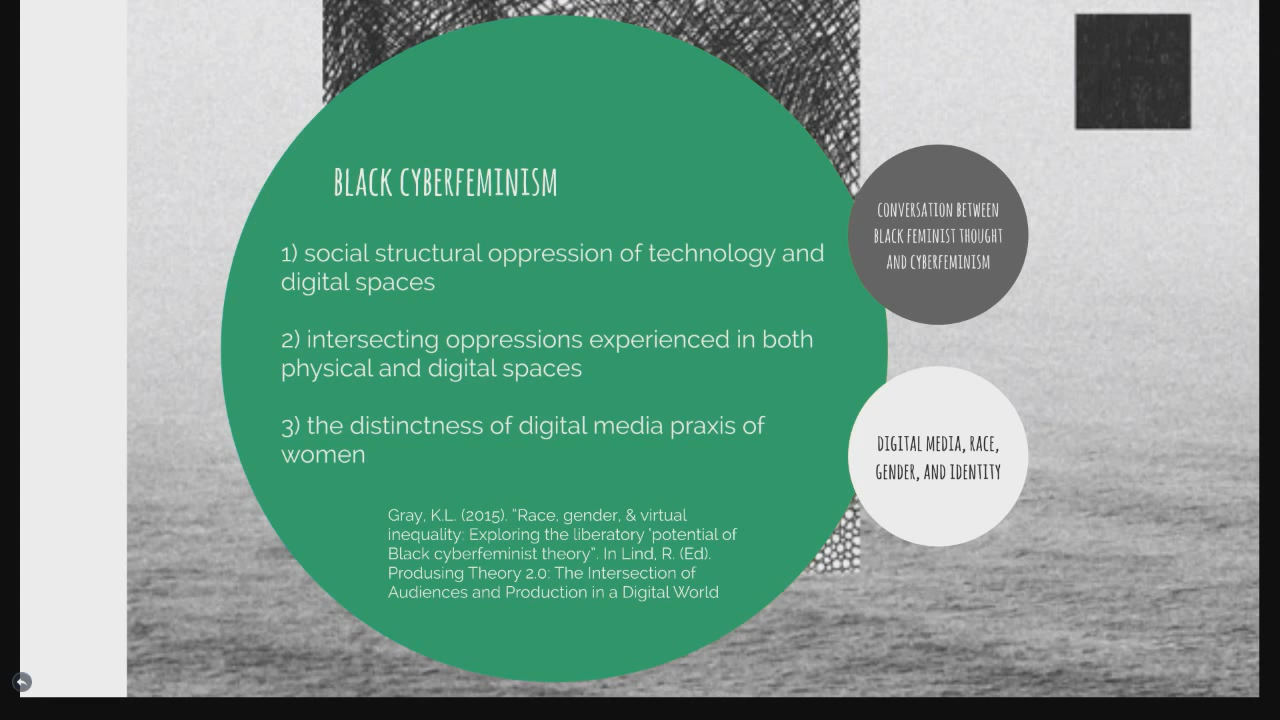 BLACK CYBERFEMINISM
1) social structural oppression of technology and
digital spaces
2) intersecting oppressions experienced in both
physical and digital spaces
3) the distinctness of digital media praxis of
women
Gray, K.L. (2015). "Race, gender, & virtual
inequality: Exploring the liberatory 'potential of
Black cyberfeminist theory". In Lind, R. (Ed).
Produsing Theory 2.0: The Intersection of
Audiences and Production in a Digital World
CONVERSATION BETWEEN
BLACK FEMINIST THOUGHT
AND CYBERFEMINISM
DIGITAL MEDIA, RACE,
GENDER, AND IDENTITY